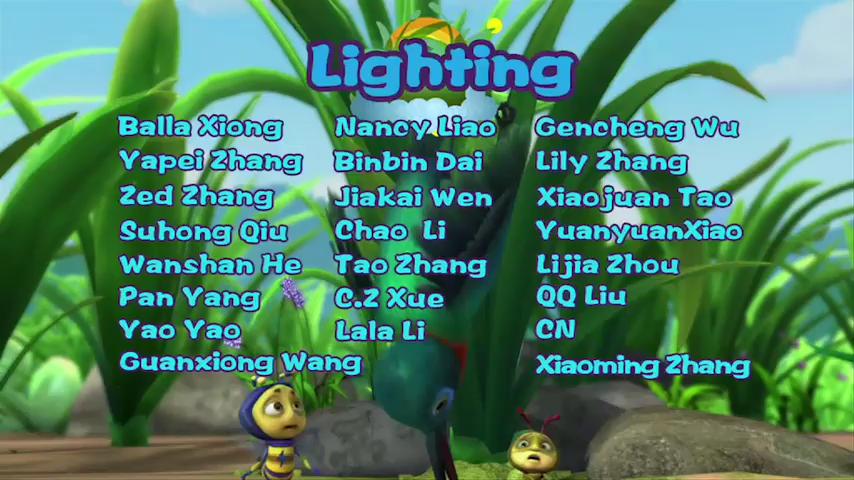 Lighting
Balla Xiong Nancy Liao Gencheng Wu
Yapei Zhang Binbin Dai Lily Zhang
Zed Zhang Jiakai Wen Xiaojuan Tao
Suhong Qiu Chao Li YuanyuanXiao
Wanshan He Tao Zhang Lijia Zhou
Pan Yang C.Z Xue QQ Liu
Yao Yao Lala Li CN
Guanxiong Wang Xiaoming Zhang